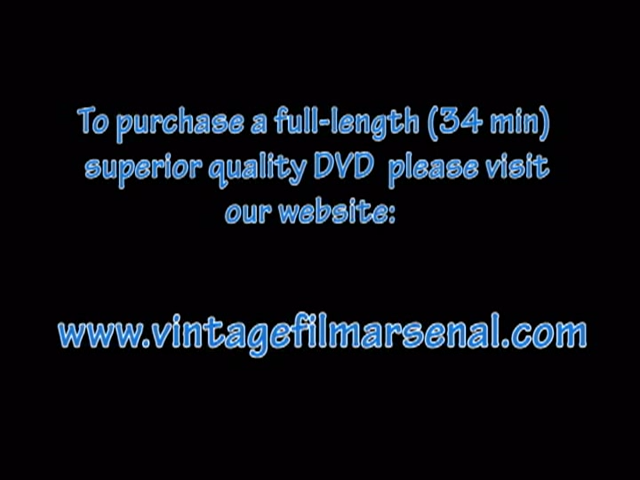 To purchase a full-length (34 min)
superior quality DVD please visit
our website:
www.vintagefilmarsenal.com